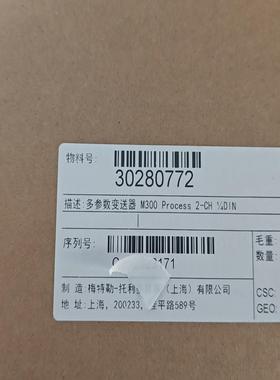 物料号:
30280772
描述:多参数变送器 M300 Process 2-CH ¼DIN
序列号:
171
毛重:
数量:
制 造:梅特勒-托利 (上海)有限公司
地 址:上海, 200233, 平路589号
CSC:
GEO: